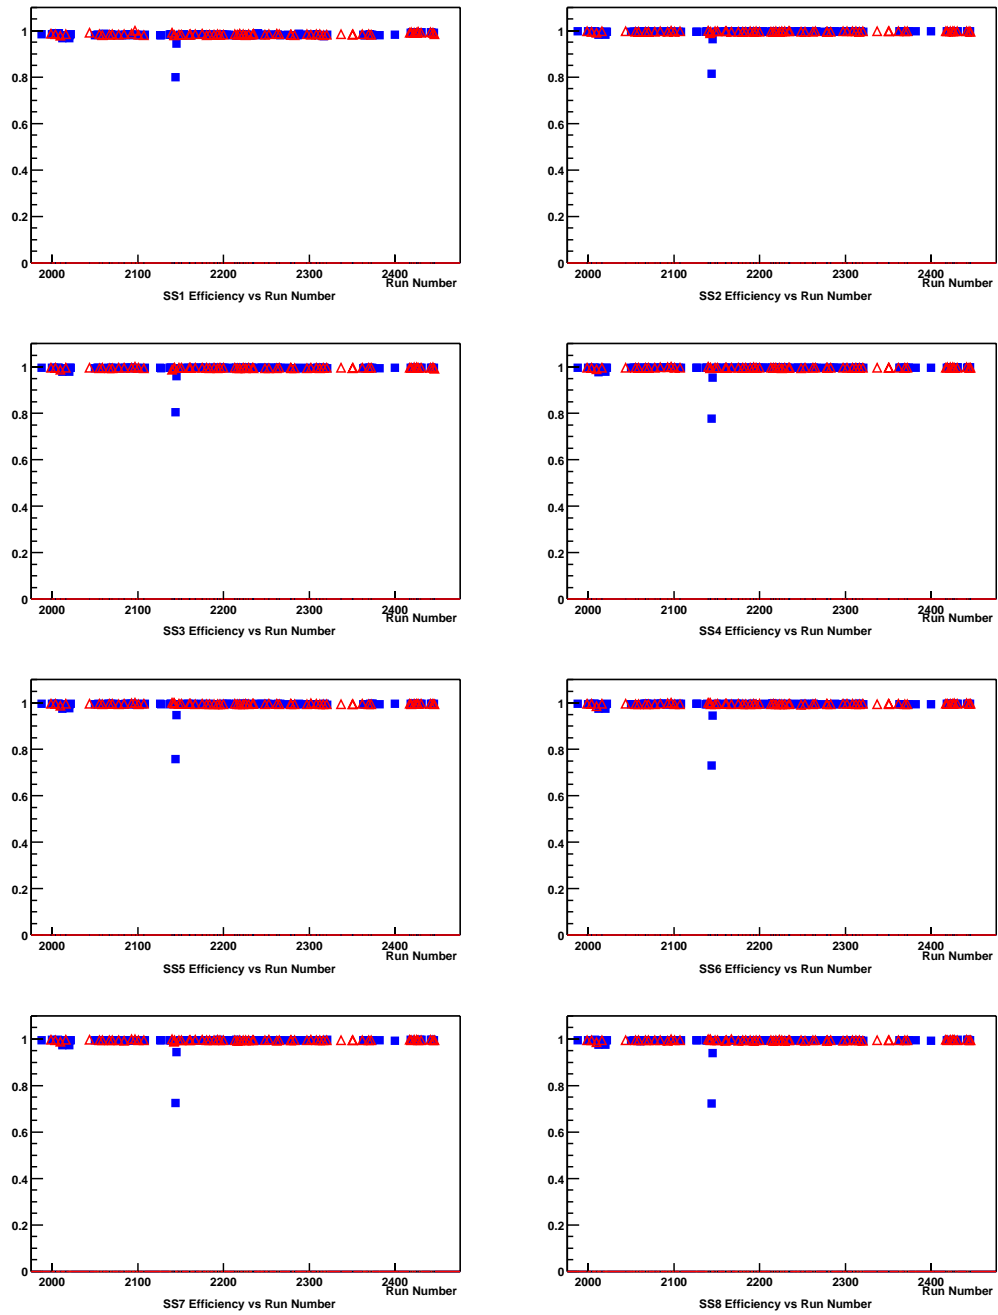 1
0.8
0.6
0.4
0.2
0
2000 2100 2200 2300 2400
Run Number
SS1 Efficiency vs Run Number
1
0.8
0.6
0.4
0.2
0
2000 2100 2200 2300 2400
Run Number
SS2 Efficiency vs Run Number
1
0.8
0.6
0.4
0.2
0
2000 2100 2200 2300 2400
Run Number
SS3 Efficiency vs Run Number
1
0.8
0.6
0.4
0.2
0
2000 2100 2200 2300 2400
Run Number
SS4 Efficiency vs Run Number
1
0.8
0.6
0.4
0.2
0
2000 2100 2200 2300 2400
Run Number
SS5 Efficiency vs Run Number
1
0.8
0.6
0.4
0.2
0
2000 2100 2200 2300 2400
Run Number
SS6 Efficiency vs Run Number
1
0.8
0.6
0.4
0.2
0
2000 2100 2200 2300 2400
Run Number
SS7 Efficiency vs Run Number
1
0.8
0.6
0.4
0.2
0
2000 2100 2200 2300 2400
Run Number
SS8 Efficiency vs Run Number